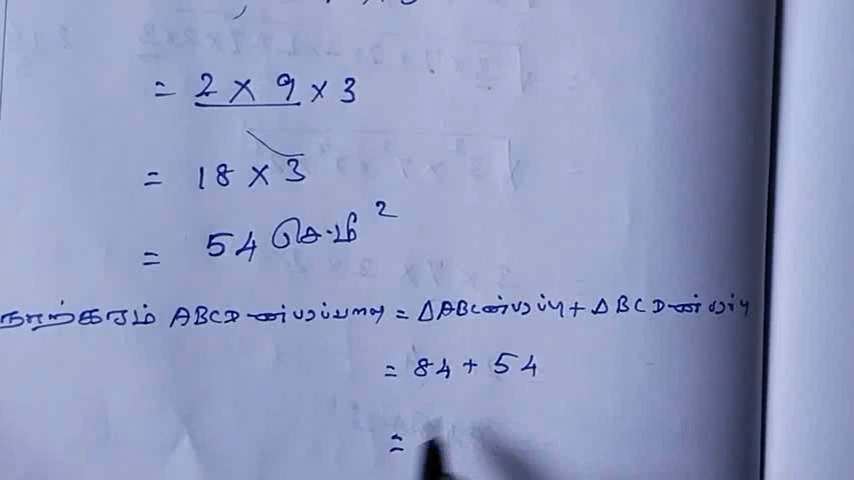 = 2 × 9 × 3
= 18 × 3
= 54 செ.மீ ²
நாற்கரம் ABCD ன் பரப்பளவு = ΔABC ன் பரப்பு + ΔBCD ன் பரப்பு
= 84 + 54
=